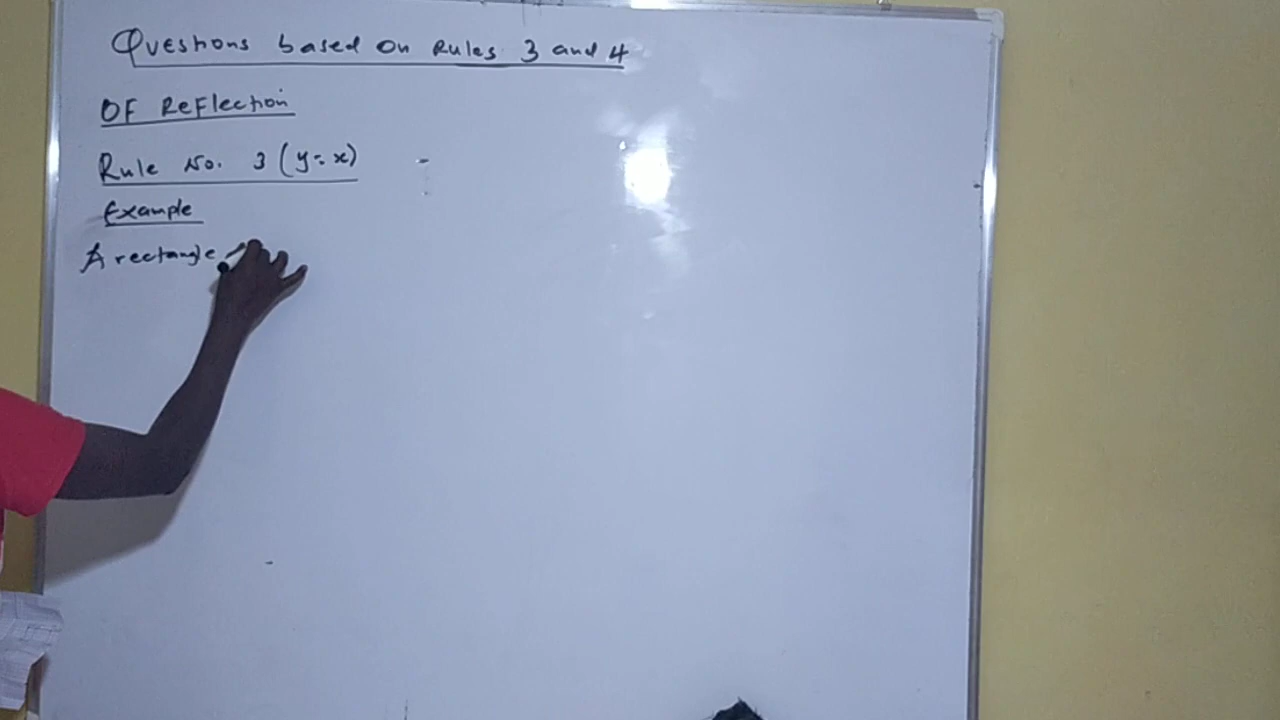 Questions based on Rules 3 and 4
OF Reflection
Rule No. 3 (y=x)
Example
A rectangle